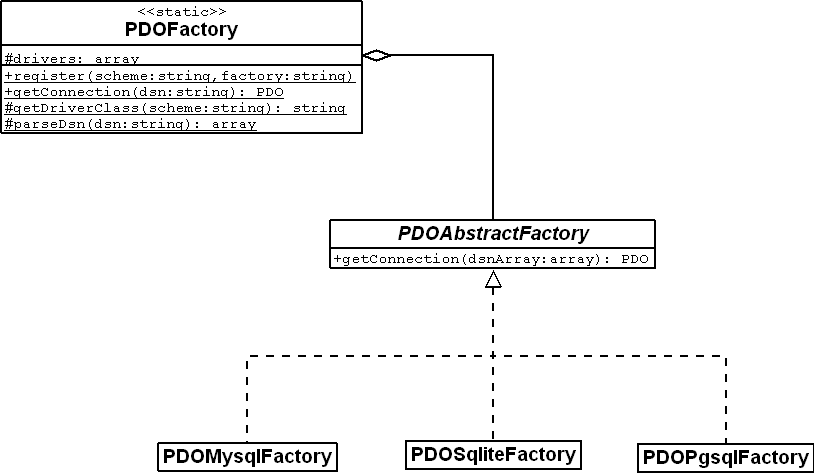 <<static>>
PDOFactory
#drivers: array
+register(scheme:string,factory:string)
+getConnection(dsn:string): PDO
#getDriverClass(scheme:string): string
#parseDsn(dsn:string): array
PDOAbstractFactory
+getConnection(dsnArray:array): PDO
PDOMysqlFactory
PDOSqliteFactory
PDOPgsqlFactory